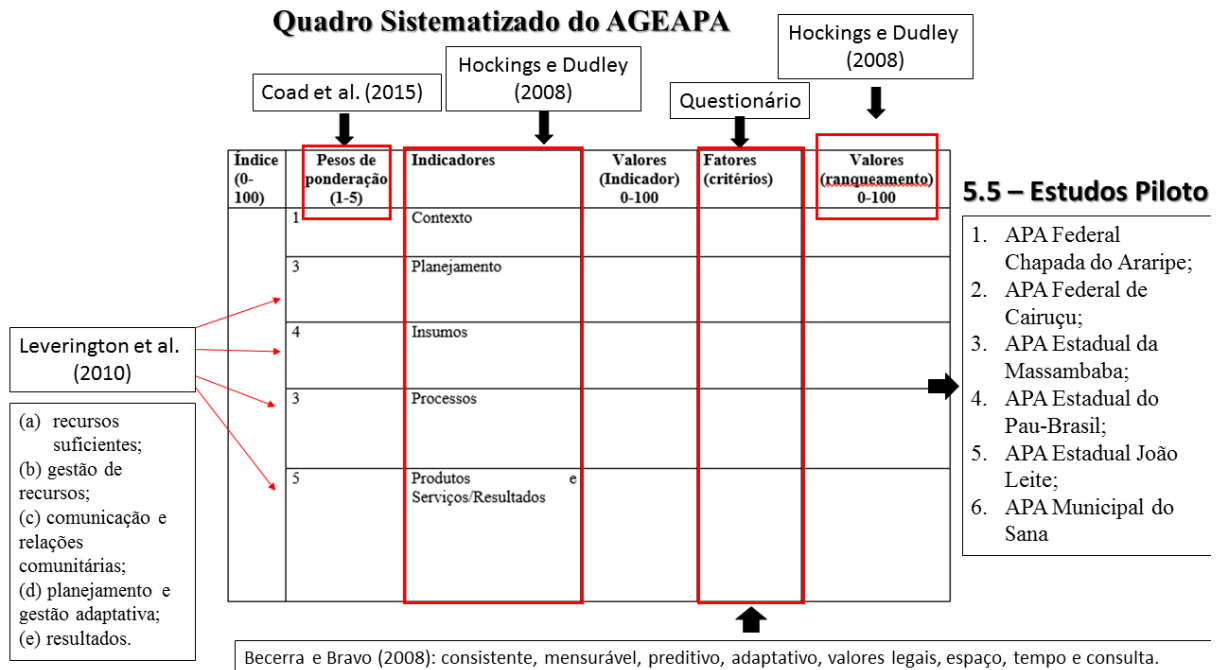 Quadro Sistematizado do AGEAPA
Coad et al. (2015)
Hockings e Dudley
(2008)
Questionário
Hockings e Dudley
(2008)
Índice
(0-
100)
Pesos de
ponderação
(1-5)
Indicadores
Valores
(Indicador)
0-100
Fatores
(critérios)
Valores
(ranqueamento)
0-100
1
Contexto
3
Planejamento
4
Insumos
3
Processos
5
Produtos e
Serviços/Resultados
Leverington et al.
(2010)
(a) recursos
suficientes;
(b) gestão de
recursos;
(c) comunicação e
relações
comunitárias;
(d) planejamento e
gestão adaptativa;
(e) resultados.
5.5 – Estudos Piloto
1. APA Federal
Chapada do Araripe;
2. APA Federal de
Cairuçu;
3. APA Estadual da
Massambaba;
4. APA Estadual do
Pau-Brasil;
5. APA Estadual João
Leite;
6. APA Municipal do
Sana
Becerra e Bravo (2008): consistente, mensurável, preditivo, adaptativo, valores legais, espaço, tempo e consulta.